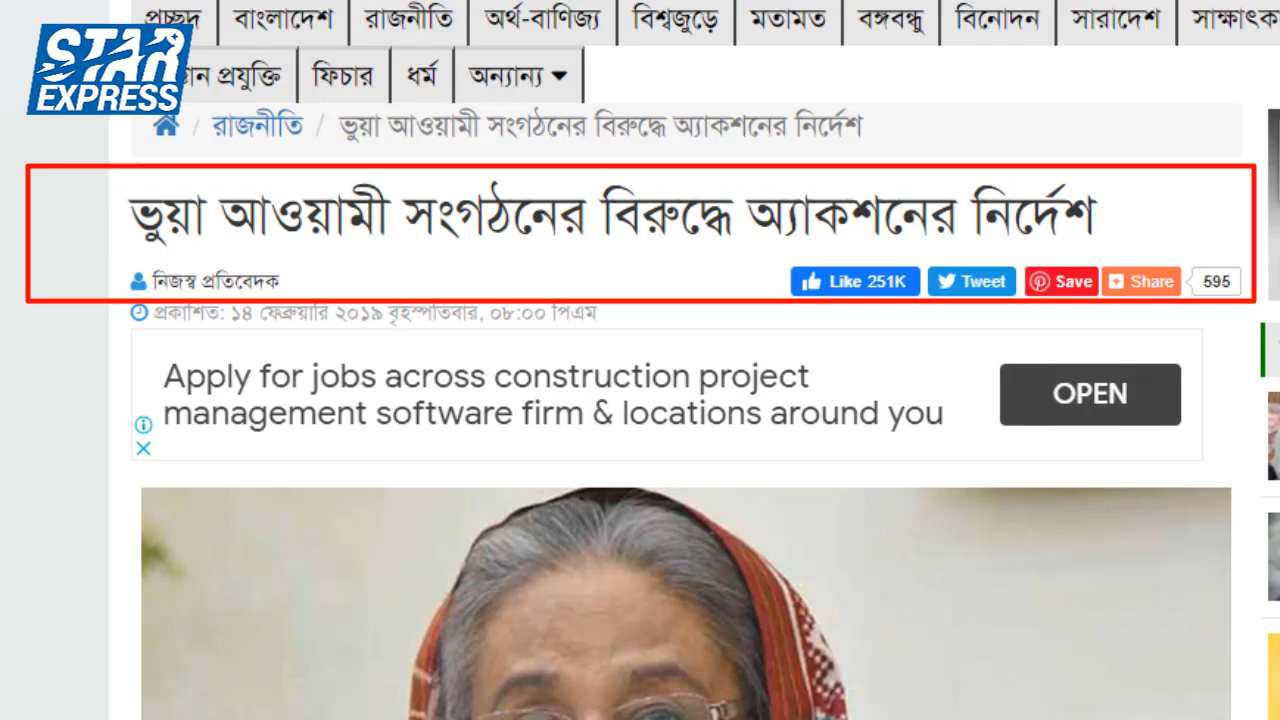 প্রচ্ছদ বাংলাদেশ রাজনীতি অর্থ-বাণিজ্য বিশ্বজুড়ে মতামত বঙ্গবন্ধু বিনোদন সারাদেশ
STAR
EXPRESS
প্রযুক্তি ফিচার ধর্ম অন্যান্য
/ রাজনীতি / ভুয়া আওয়ামী সংগঠনের বিরুদ্ধে অ্যাকশনের নির্দেশ
ভুয়া আওয়ামী সংগঠনের বিরুদ্ধে অ্যাকশনের নির্দেশ
নিজস্ব প্রতিবেদক Like 251K Tweet Save Share 595
প্রকাশিত: ১৪ ফেব্রুয়ারি ২০১৯ বৃহস্পতিবার, ০৮:০০ পিএম
Apply for jobs across construction project
management software firm & locations around you
OPEN